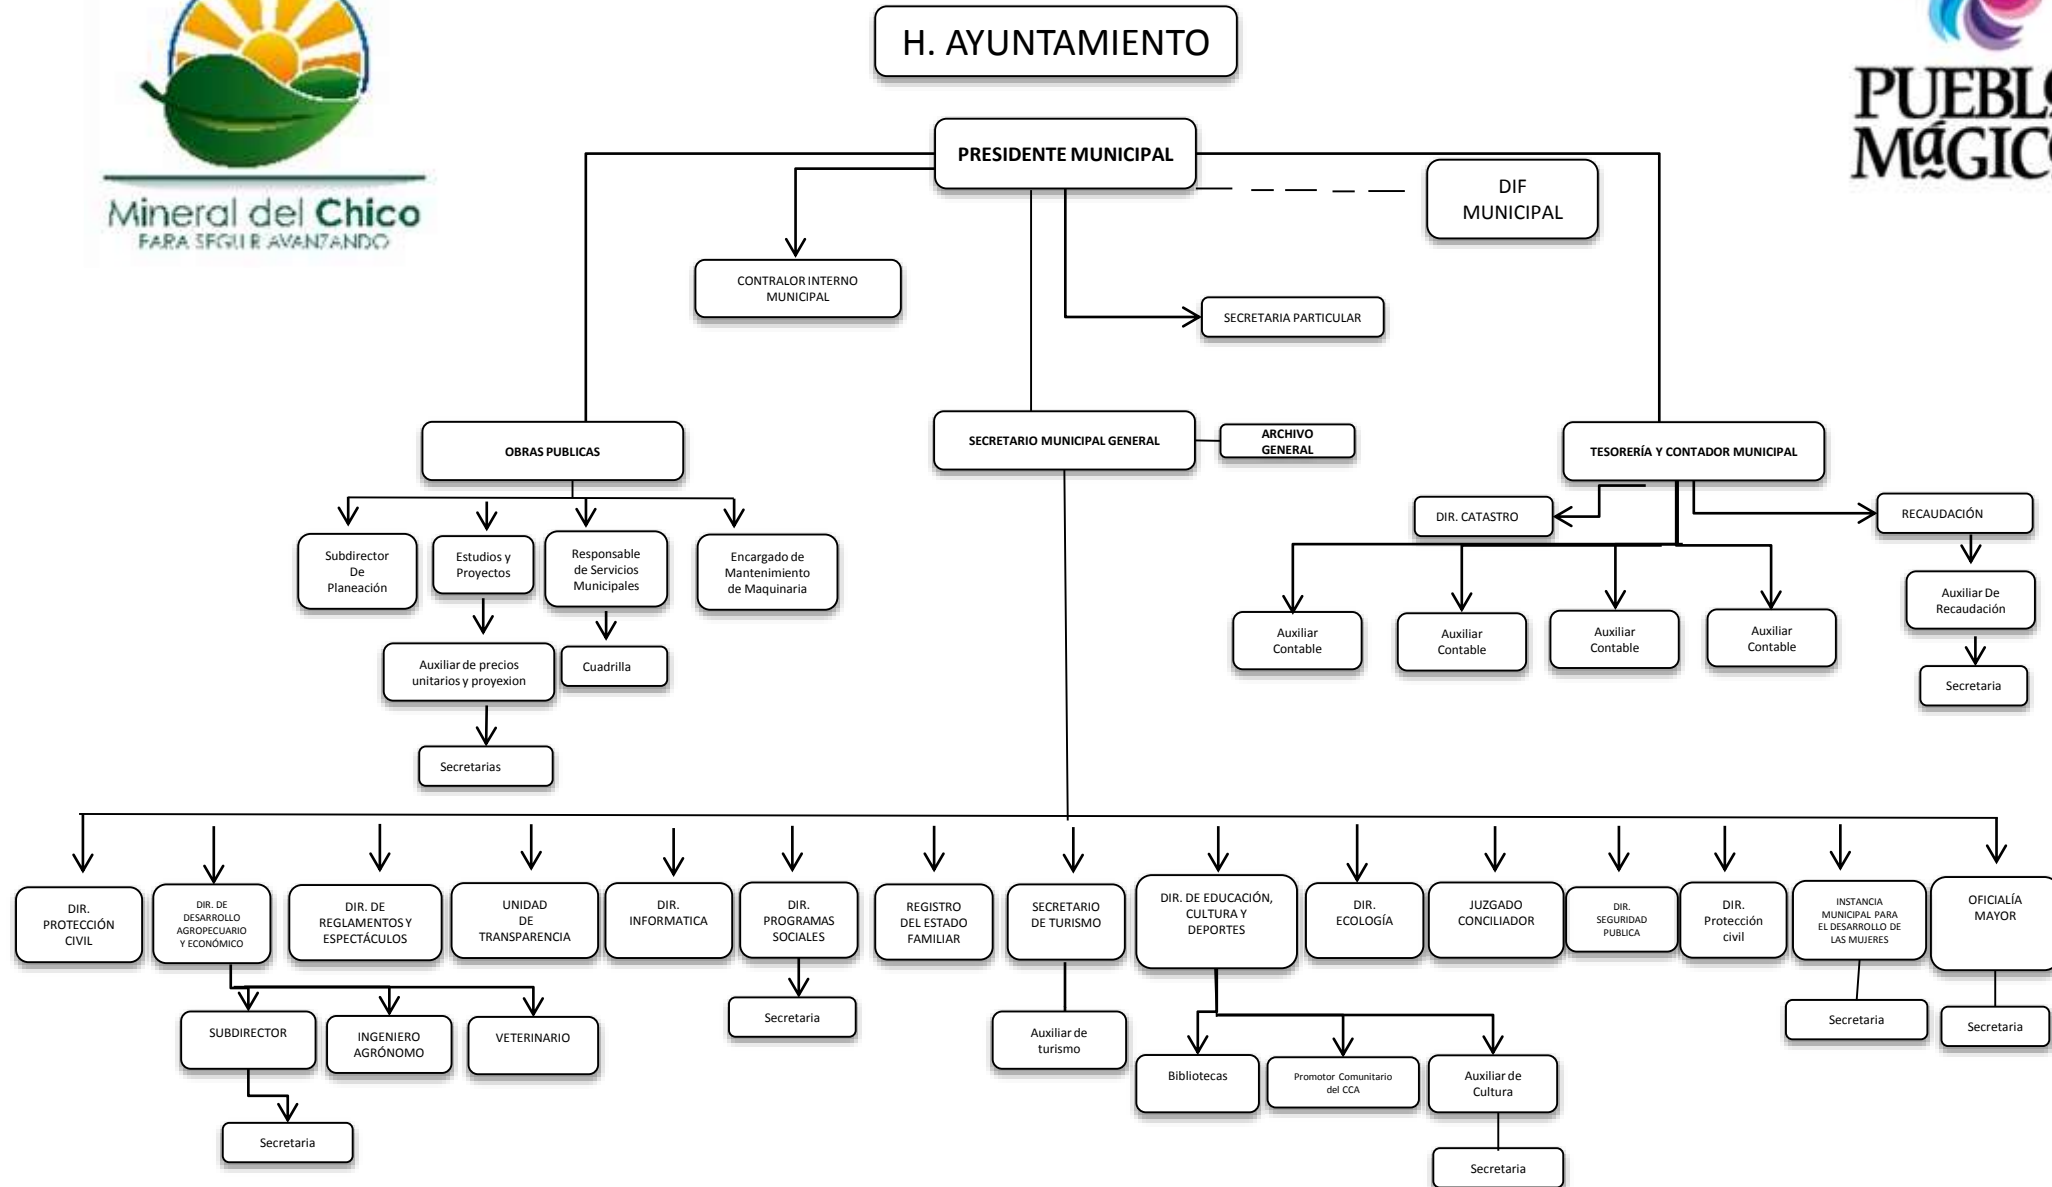 H. AYUNTAMIENTO
Mineral del Chico
PARA SEGUIR AVANZANDO
PUEBLO
MáGICO
PRESIDENTE MUNICIPAL
DIF
MUNICIPAL
CONTRALOR INTERNO
MUNICIPAL
SECRETARIA PARTICULAR
OBRAS PUBLICAS
SECRETARIO MUNICIPAL GENERAL
ARCHIVO
GENERAL
TESORERÍA Y CONTADOR MUNICIPAL
DIR. CATASTRO
RECAUDACIÓN
Subdirector
De
Planeación
Estudios y
Proyectos
Responsable
de Servicios
Municipales
Encargado de
Mantenimiento
de Maquinaria
Auxiliar De
Recaudación
Auxiliar
Contable
Auxiliar
Contable
Auxiliar
Contable
Auxiliar
Contable
Auxiliar de precios
unitarios y proyexion
Cuadrilla
Secretaria
Secretarias
DIR.
PROTECCIÓN
CIVIL
DIR. DE
DESARROLLO
AGROPECUARIO
Y ECONÓMICO
DIR. DE
REGLAMENTOS Y
ESPECTÁCULOS
UNIDAD
DE
TRANSPARENCIA
DIR.
INFORMATICA
DIR.
PROGRAMAS
SOCIALES
REGISTRO
DEL ESTADO
FAMILIAR
SECRETARIO
DE TURISMO
DIR. DE EDUCACIÓN,
CULTURA Y
DEPORTES
DIR.
ECOLOGÍA
JUZGADO
CONCILIADOR
DIR.
SEGURIDAD
PUBLICA
DIR.
Protección
civil
INSTANCIA
MUNICIPAL PARA
EL DESAROLLO DE
LAS MUJERES
OFICIALÍA
MAYOR
SUBDIRECTOR
INGENIERO
AGRÓNOMO
VETERINARIO
Secretaria
Auxiliar de
turismo
Secretaria
Secretaria
Bibliotecas
Promotor Comunitario
del CCA
Auxiliar de
Cultura
Secretaria
Secretaria